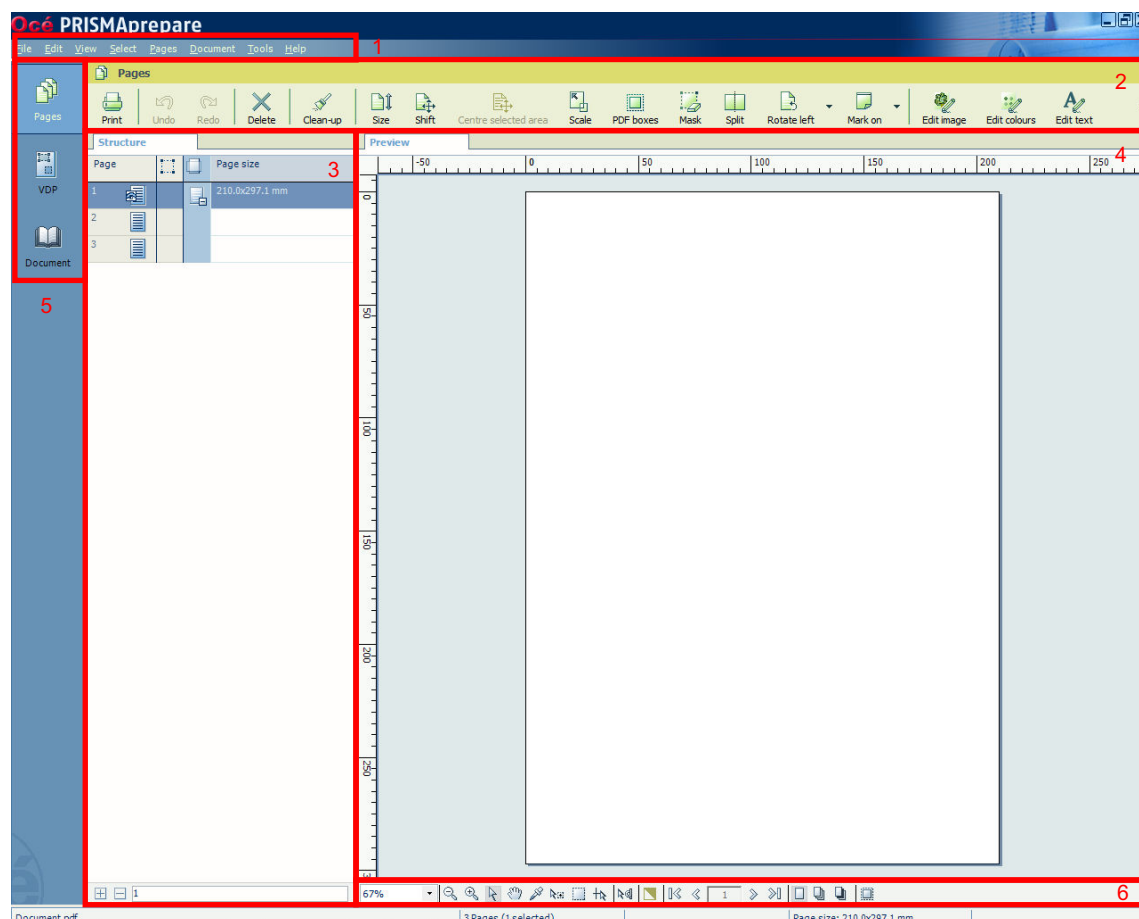 Océ PRISMAprepare
File Edit View Select Pages Document Tools Help
1
Pages
2
Pages
Print Undo Redo Delete Clean-up Size Shift Centre selected area Scale PDF boxes Mask Split Rotate left Mark on Edit image Edit colours Edit text
Structure
Preview
Page Page size
3
-50 0 50 100 150 200 250
4
VDP
Document
5
1 210.0x297.1 mm
2
3
0
50
100
150
200
250
3
1
67%
1
6
Document.pdf 3 Pages (1 selected) Page size: 210.0x297.1 mm